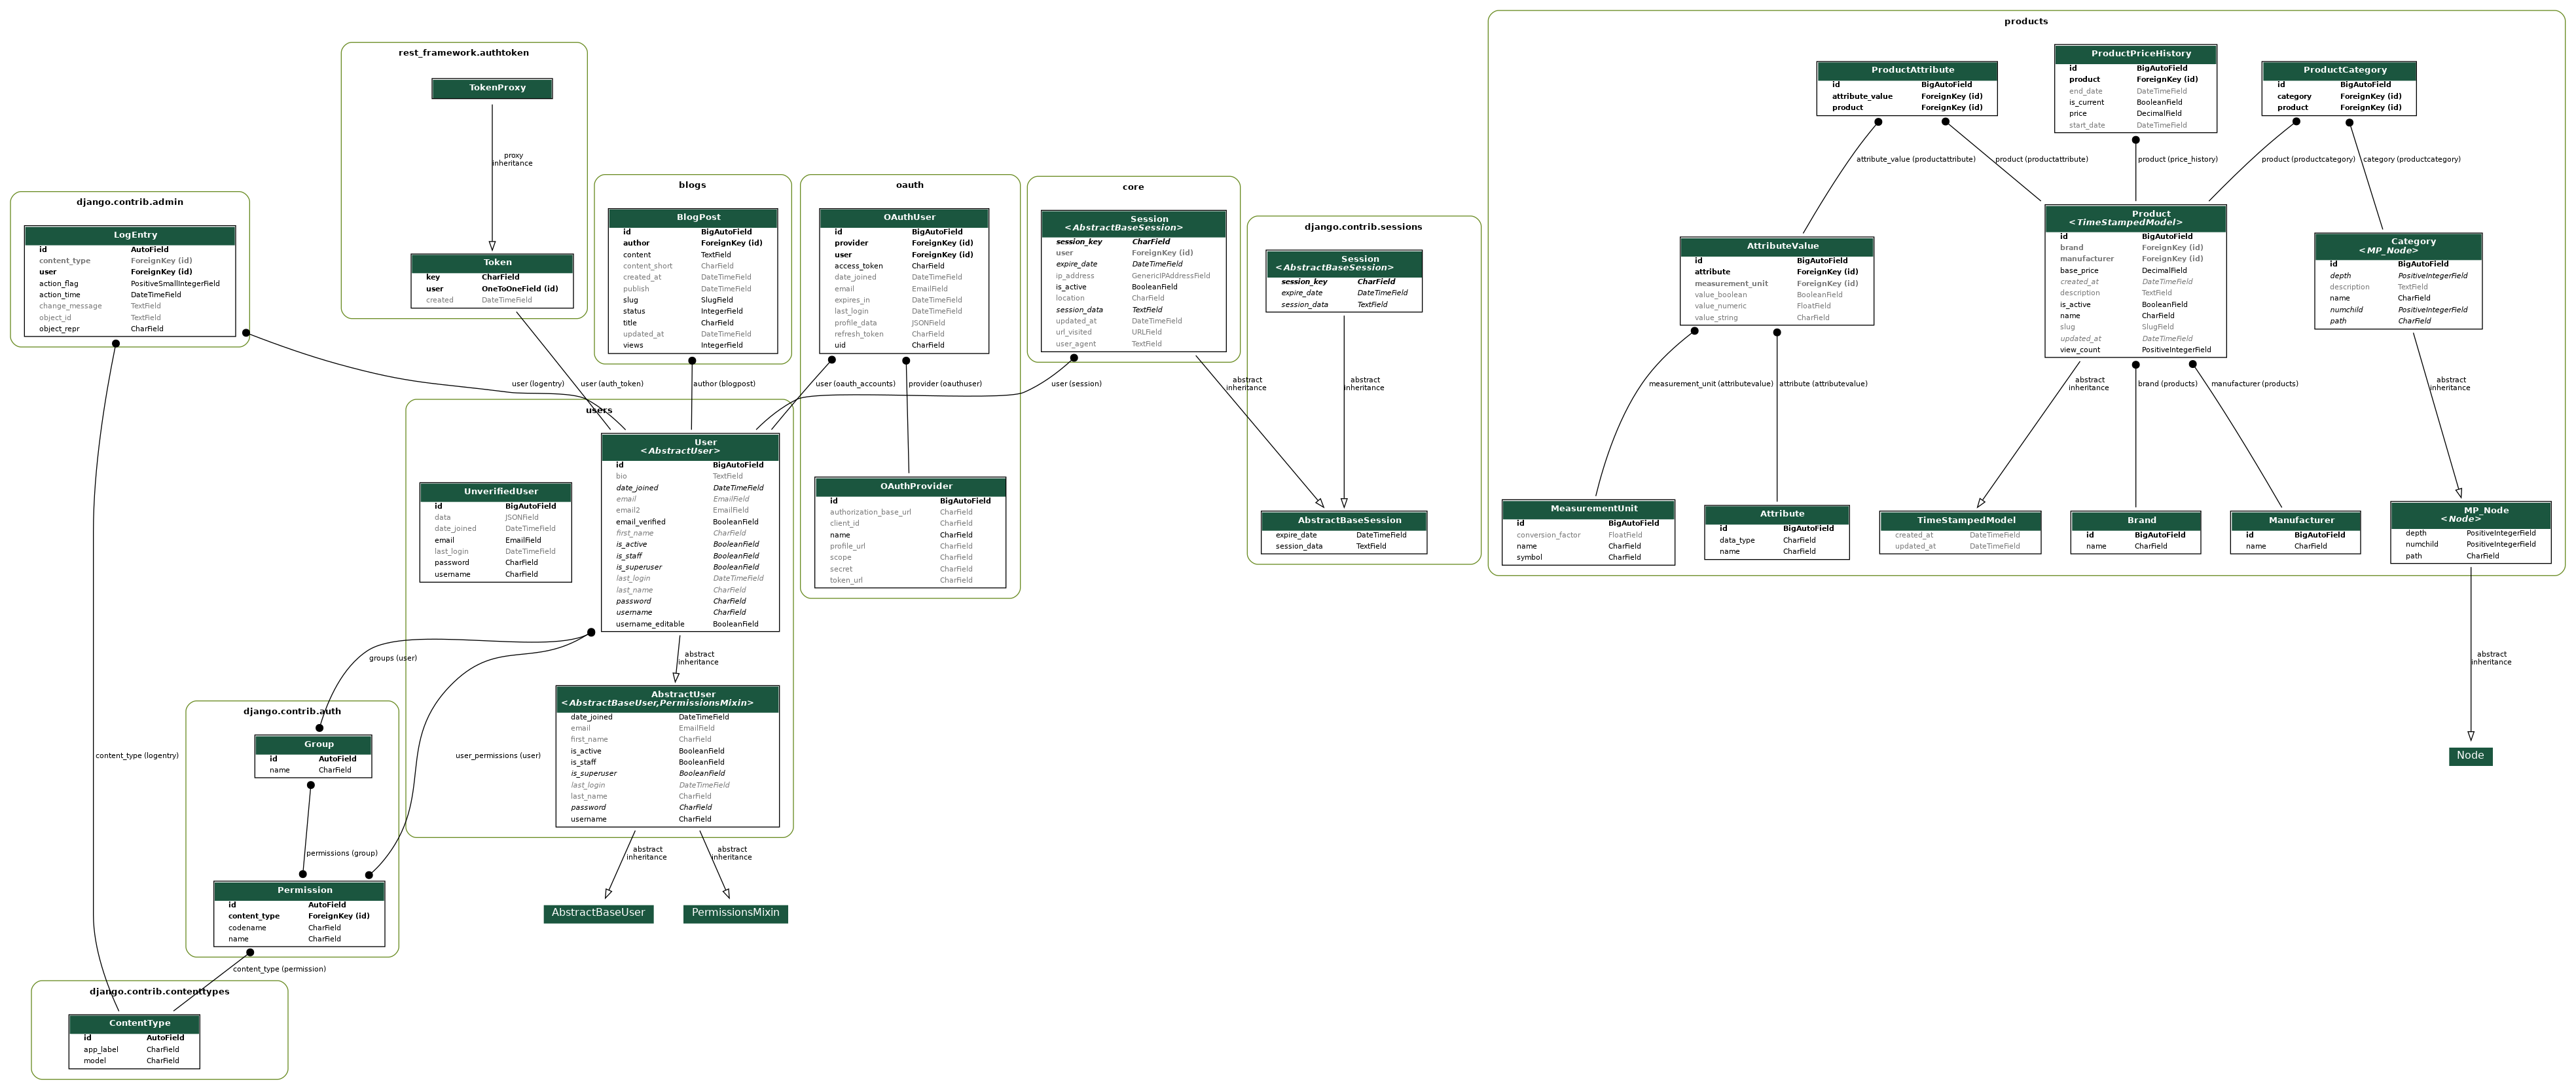 products
rest_framework.authtoken
TokenProxy
proxy
inheritance
Token
key CharField
user OneToOneField (id)
created DateTimeField
django.contrib.admin
LogEntry
id AutoField
content_type ForeignKey (id)
user ForeignKey (id)
action_flag PositiveSmallIntegerField
action_time DateTimeField
change_message TextField
object_id TextField
object_repr CharField
blogs
BlogPost
id BigAutoField
author ForeignKey (id)
content TextField
content_short CharField
created_at DateTimeField
publish DateTimeField
slug SlugField
status IntegerField
title CharField
updated_at DateTimeField
views IntegerField
oauth
OAuthUser
id BigAutoField
provider ForeignKey (id)
user ForeignKey (id)
access_token CharField
date_joined DateTimeField
email EmailField
expires_in DateTimeField
last_login DateTimeField
profile_data JSONField
refresh_token CharField
uid CharField
core
Session
<AbstractBaseSession>
session_key CharField
user ForeignKey (id)
expire_date DateTimeField
ip_address GenericIPAddressField
is_active BooleanField
location CharField
session_data TextField
updated_at DateTimeField
url_visited URLField
user_agent TextField
django.contrib.sessions
Session
<AbstractBaseSession>
session_key CharField
expire_date DateTimeField
session_data TextField
ProductAttribute
id BigAutoField
attribute_value ForeignKey (id)
product ForeignKey (id)
ProductPriceHistory
id BigAutoField
product ForeignKey (id)
end_date DateTimeField
is_current BooleanField
price DecimalField
start_date DateTimeField
ProductCategory
id BigAutoField
category ForeignKey (id)
product ForeignKey (id)
attribute_value (productattribute)
product (productattribute)
product (price_history)
product (productcategory)
category (productcategory)
AttributeValue
id BigAutoField
attribute ForeignKey (id)
measurement_unit ForeignKey (id)
value_boolean BooleanField
value_numeric FloatField
value_string CharField
Product
<TimeStampedModel>
id BigAutoField
brand ForeignKey (id)
manufacturer ForeignKey (id)
base_price DecimalField
created_at DateTimeField
description TextField
is_active BooleanField
name CharField
slug SlugField
updated_at DateTimeField
view_count PositiveIntegerField
Category
<MP_Node>
id BigAutoField
depth PositiveIntegerField
description TextField
name CharField
numchild PositiveIntegerField
path CharField
user (logentry)
user (auth_token)
author (blogpost)
user (oauth_accounts)
provider (oauthuser)
user (session)
abstract
inheritance
abstract
inheritance
measurement_unit (attributevalue)
attribute (attributevalue)
abstract
inheritance
brand (products)
manufacturer (products)
abstract
inheritance
users
UnverifiedUser
id BigAutoField
data JSONField
date_joined DateTimeField
email EmailField
last_login DateTimeField
password CharField
username CharField
User
<AbstractUser>
id BigAutoField
bio TextField
date_joined DateTimeField
email EmailField
email2 EmailField
email_verified BooleanField
first_name CharField
is_active BooleanField
is_staff BooleanField
is_superuser BooleanField
last_login DateTimeField
last_name CharField
password CharField
username CharField
username_editable BooleanField
OAuthProvider
id BigAutoField
authorization_base_url CharField
client_id CharField
name CharField
profile_url CharField
scope CharField
secret CharField
token_url CharField
AbstractBaseSession
expire_date DateTimeField
session_data TextField
MeasurementUnit
id BigAutoField
conversion_factor FloatField
name CharField
symbol CharField
Attribute
id BigAutoField
data_type CharField
name CharField
TimeStampedModel
created_at DateTimeField
updated_at DateTimeField
Brand
id BigAutoField
name CharField
Manufacturer
id BigAutoField
name CharField
MP_Node
<Node>
depth PositiveIntegerField
numchild PositiveIntegerField
path CharField
groups (user)
abstract
inheritance
abstract
inheritance
AbstractUser
<AbstractBaseUser,PermissionsMixin>
date_joined DateTimeField
email EmailField
first_name CharField
is_active BooleanField
is_staff BooleanField
is_superuser BooleanField
last_login DateTimeField
last_name CharField
password CharField
username CharField
django.contrib.auth
Group
id AutoField
name CharField
content_type (logentry)
user_permissions (user)
Node
permissions (group)
abstract
inheritance
abstract
inheritance
Permission
id AutoField
content_type ForeignKey (id)
codename CharField
name CharField
AbstractBaseUser
PermissionsMixin
content_type (permission)
django.contrib.contenttypes
ContentType
id AutoField
app_label CharField
model CharField